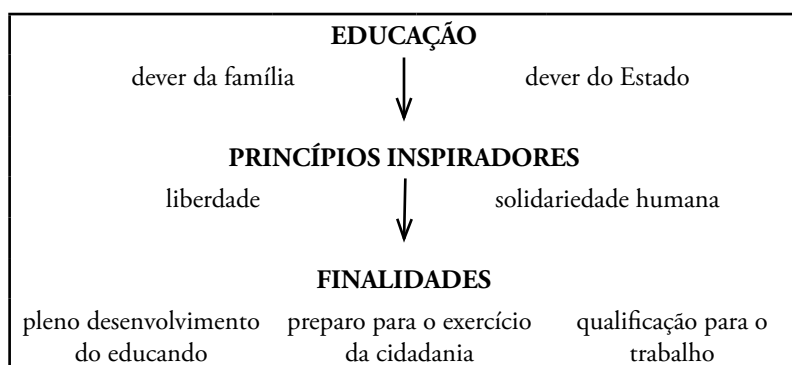 EDUCAÇÃO
dever da família dever do Estado
PRINCÍPIOS INSPIRADORES
liberdade solidariedade humana
FINALIDADES
pleno desenvolvimento preparo para o exercício qualificação para o
do educando da cidadania trabalho